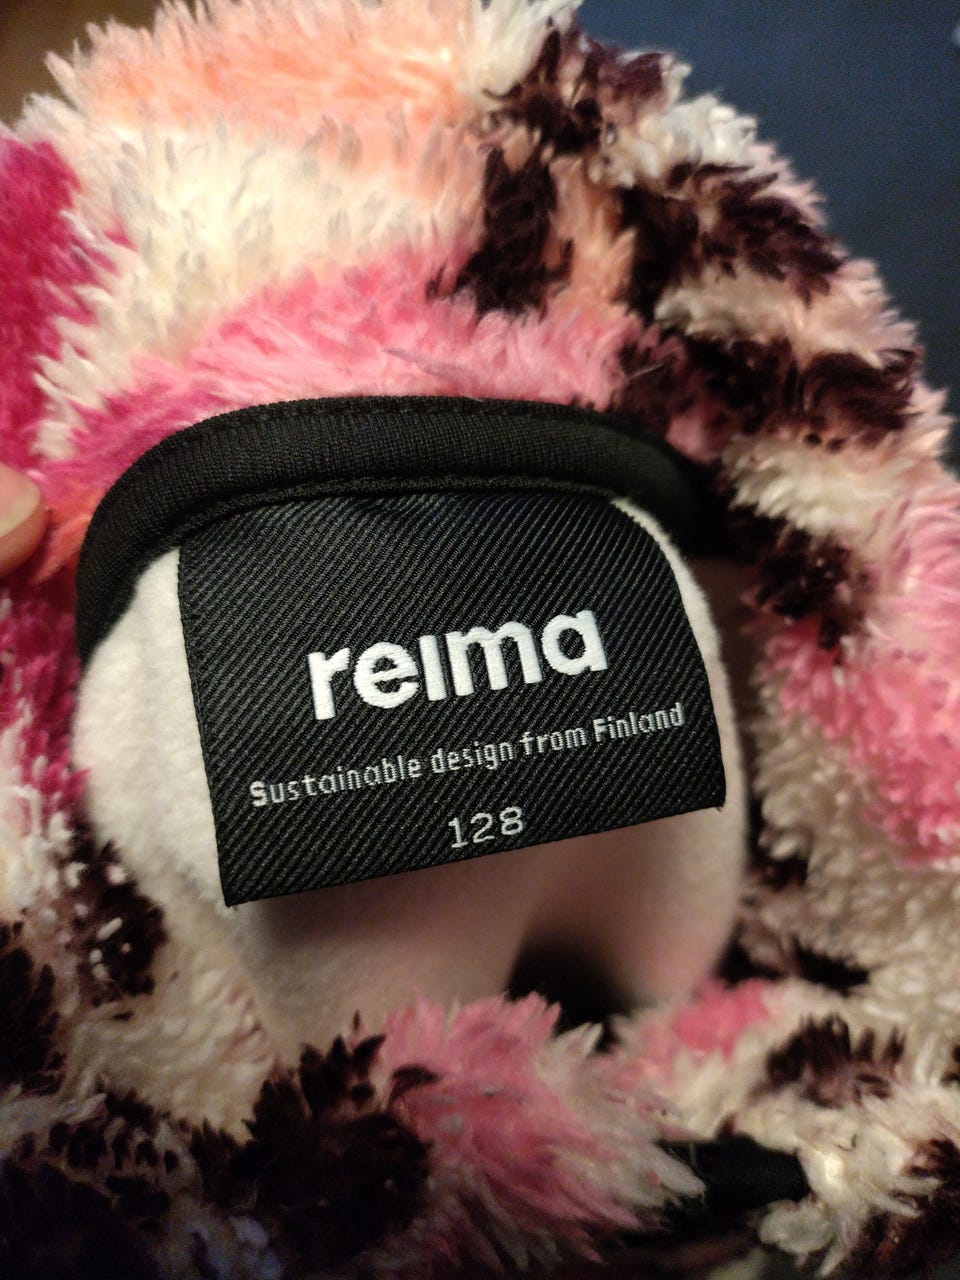 reima
Sustainable design from Finland
128